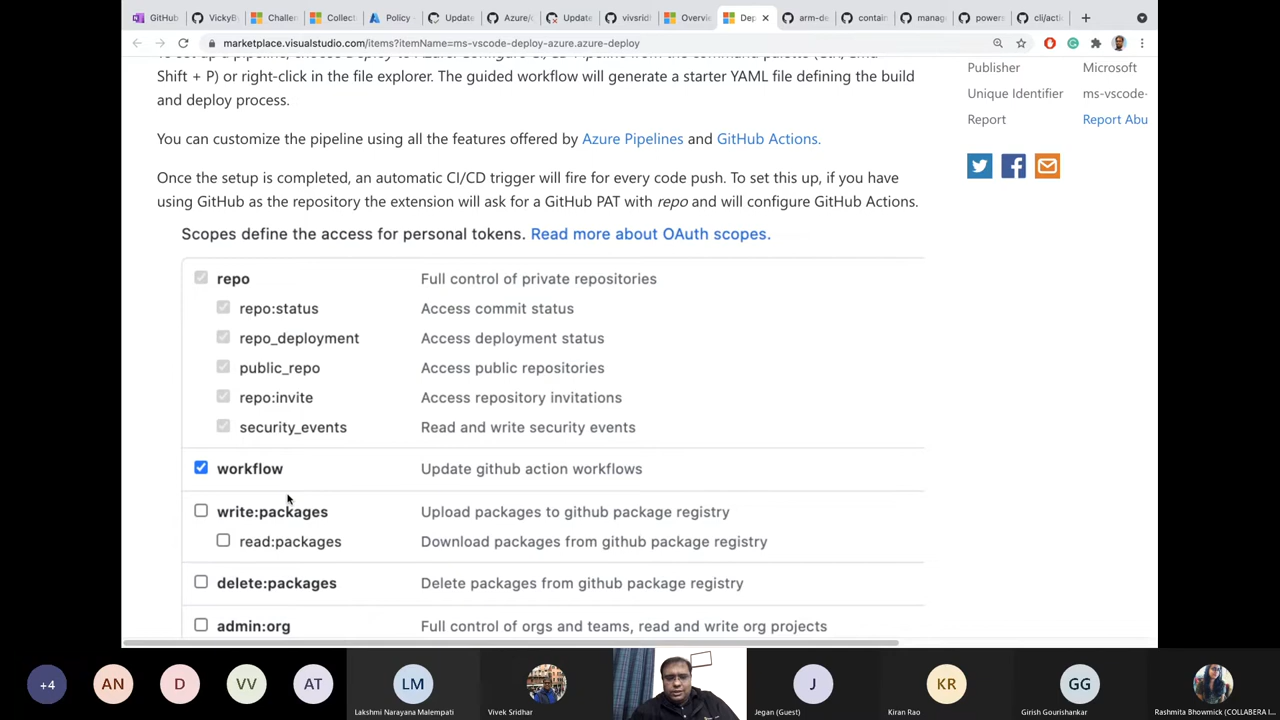 GitHub
VickyB
Challer
Collect
Policy
Update
Azure/
Update
vivsrid
Overvi
Dep
arm-de
contain
manag
powers
cli/acti
marketplace.visualstudio.com/items?itemName=ms-vscode-deploy-azure.azure-deploy
Shift + P) or right-click in the file explorer. The guided workflow will generate a starter YAML file defining the build
and deploy process.
You can customize the pipeline using all the features offered by Azure Pipelines and GitHub Actions.
Once the setup is completed, an automatic CI/CD trigger will fire for every code push. To set this up, if you have
using GitHub as the repository the extension will ask for a GitHub PAT with repo and will configure GitHub Actions.
Scopes define the access for personal tokens. Read more about OAuth scopes.
repo Full control of private repositories
repo:status Access commit status
repo_deployment Access deployment status
public_repo Access public repositories
repo:invite Access repository invitations
security_events Read and write security events
workflow Update github action workflows
write:packages Upload packages to github package registry
read:packages Download packages from github package registry
delete:packages Delete packages from github package registry
admin:org Full control of orgs and teams, read and write org projects
Publisher Microsoft
Unique Identifier ms-vscode-
Report Report Abu
+4
AN
D
VV
AT
LM
J
KR
GG
Lakshmi Narayana Malempati
Vivek Sridhar
Jegan (Guest)
Kiran Rao
Girish Gourishankar
Rashmita Bhowmick (COLLABERA I...